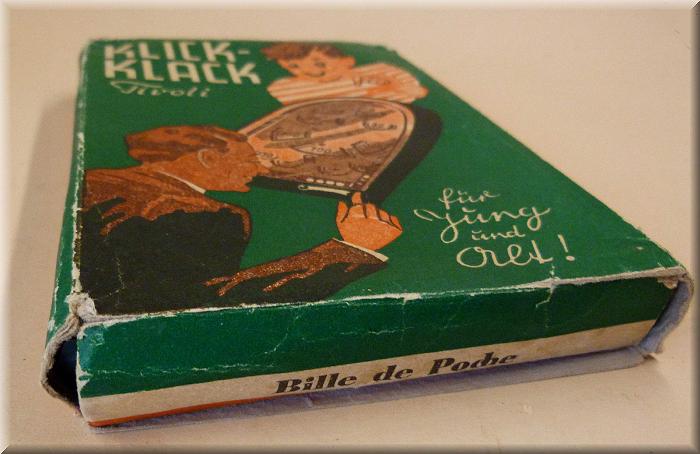 KLICK-
KLACK
Tivoli
für
Jung
und
Alt!
Bille de Poche